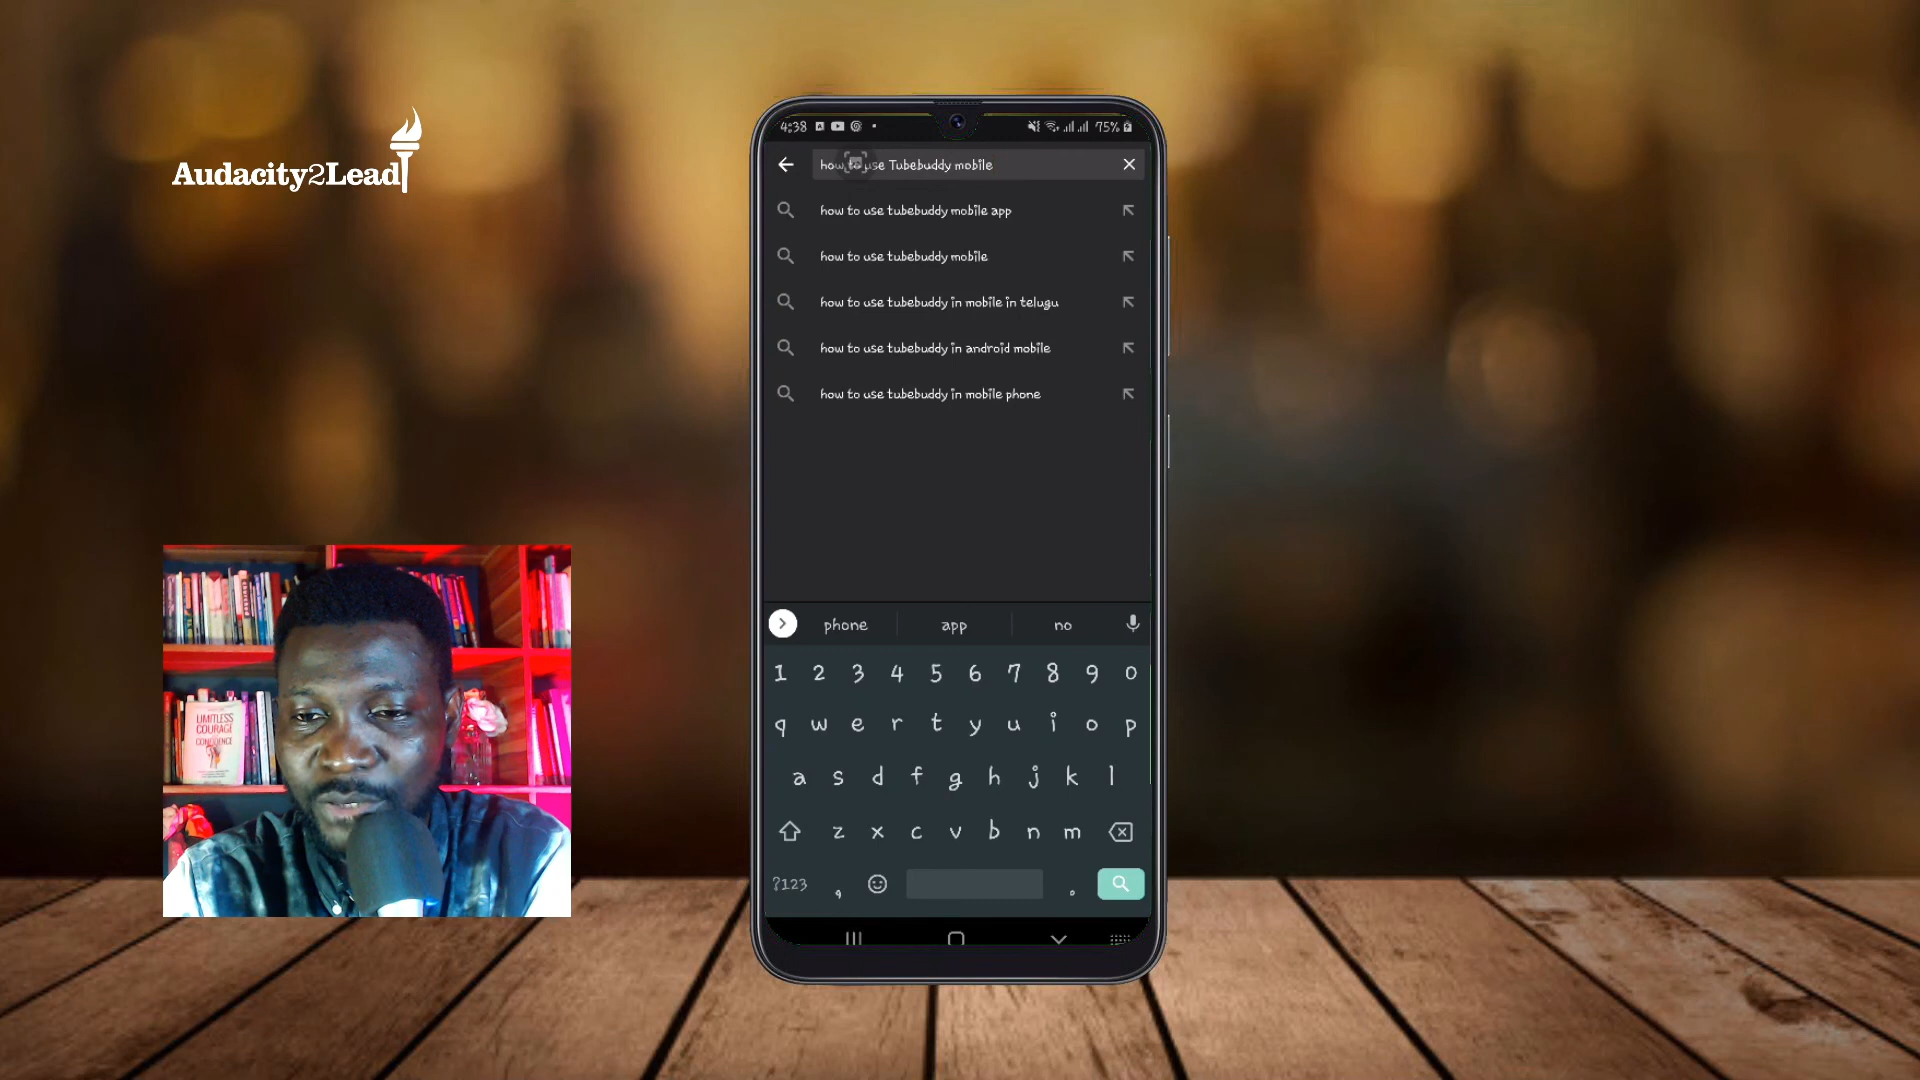 Audacity2Lead
4:38
75%
how to use Tubebuddy mobile
how to use tubebuddy mobile app
how to use tubebuddy mobile
how to use tubebuddy in mobile in telugu
how to use tubebuddy in android mobile
how to use tubebuddy in mobile phone
phone app no
1 2 3 4 5 6 7 8 9 0
q w e r t y u i o p
a s d f g h j k l
z x c v b n m
?123 , .
LIMITLESS
COURAGE
CONFIDENCE